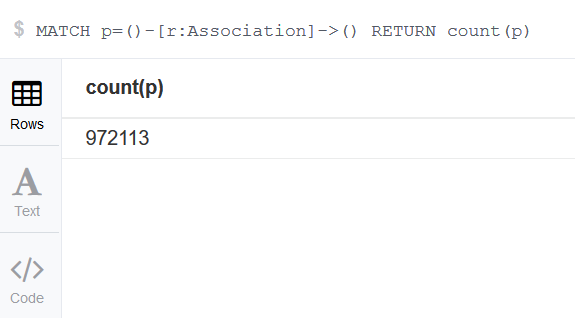 $ MATCH p=()-[r:Association]->() RETURN count(p)
count(p)
Rows
972113
A
Text
</>
Code